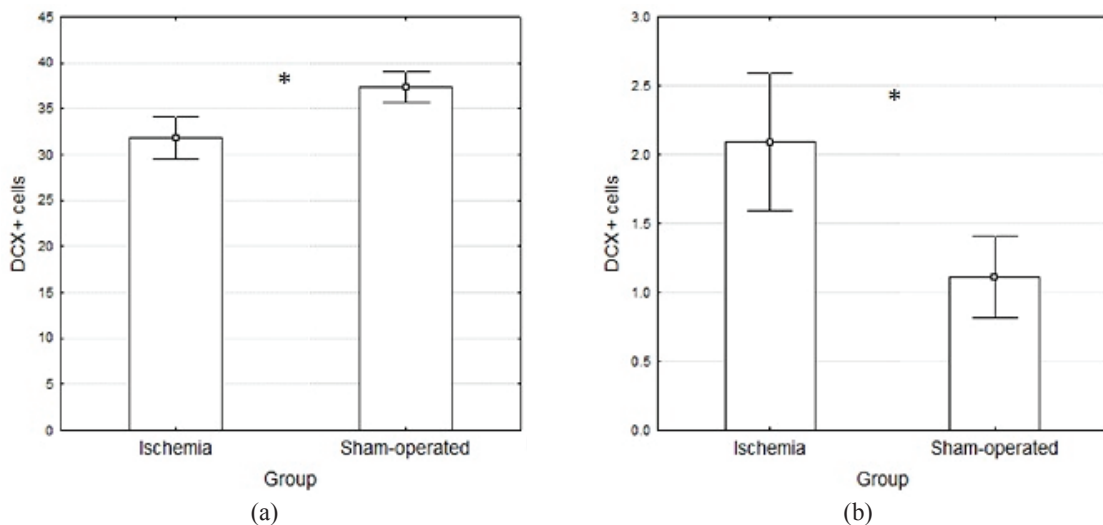 45
40
35
30
25
20
15
10
5
0
DCX+ cells
*
Ischemia
Sham-operated
Group
(a)
3.0
2.5
2.0
1.5
1.0
0.5
0.0
DCX+ cells
*
Ischemia
Sham-operated
Group
(b)